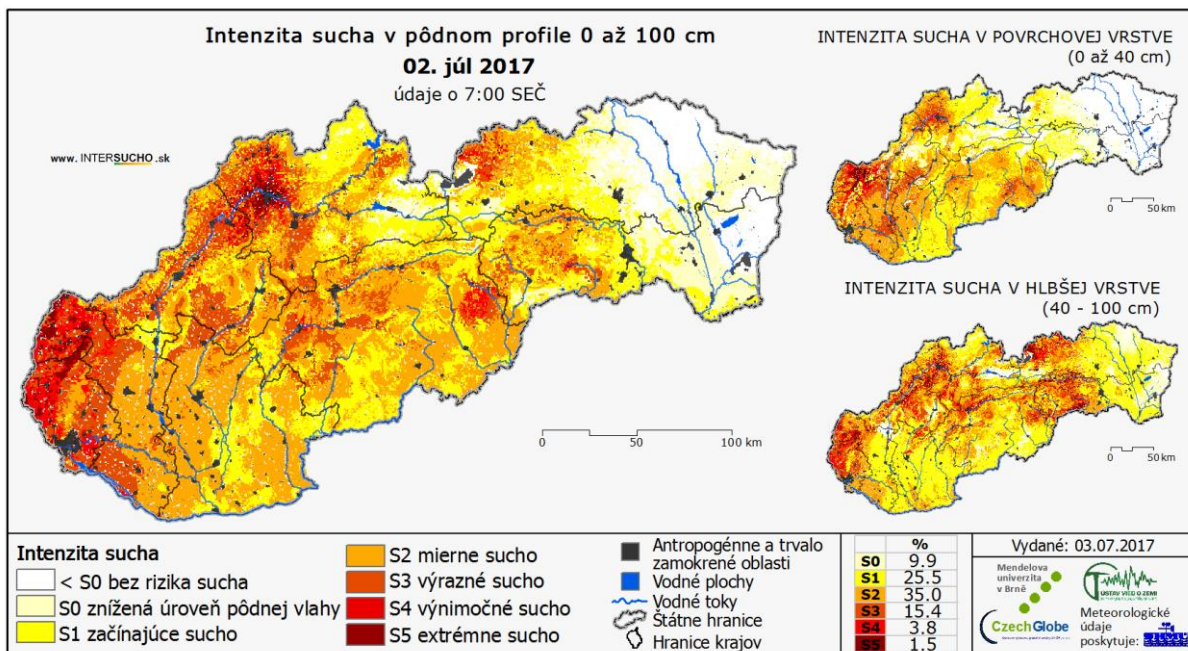 Intenzita sucha v pôdnom profile 0 až 100 cm
02. júl 2017
údaje o 7:00 SEČ
www. INTERSUCHO .sk
0 50 100 km
INTENZITA SUCHA V POVRCHOVEJ VRSTVE
(0 až 40 cm)
0 50 km
INTENZITA SUCHA V HLBŠEJ VRSTVE
(40 - 100 cm)
0 50 km
Intenzita sucha
< S0 bez rizika sucha
S0 znížená úroveň pôdnej vlahy
S1 začínajúce sucho
S2 mierne sucho
S3 výrazné sucho
S4 výnimočné sucho
S5 extrémne sucho
Antropogénne a trvalo
zamokrené oblasti
Vodné plochy
Vodné toky
Štátne hranice
Hranice krajov
%
S0 9.9
S1 25.5
S2 35.0
S3 15.4
S4 3.8
S5 1.5
Vydané: 03.07.2017
Mendelova
univerzita
v Brně
CzechGlobe
ÚSTAV VIED O ZEMI
Meteorologické
údaje
poskytuje: